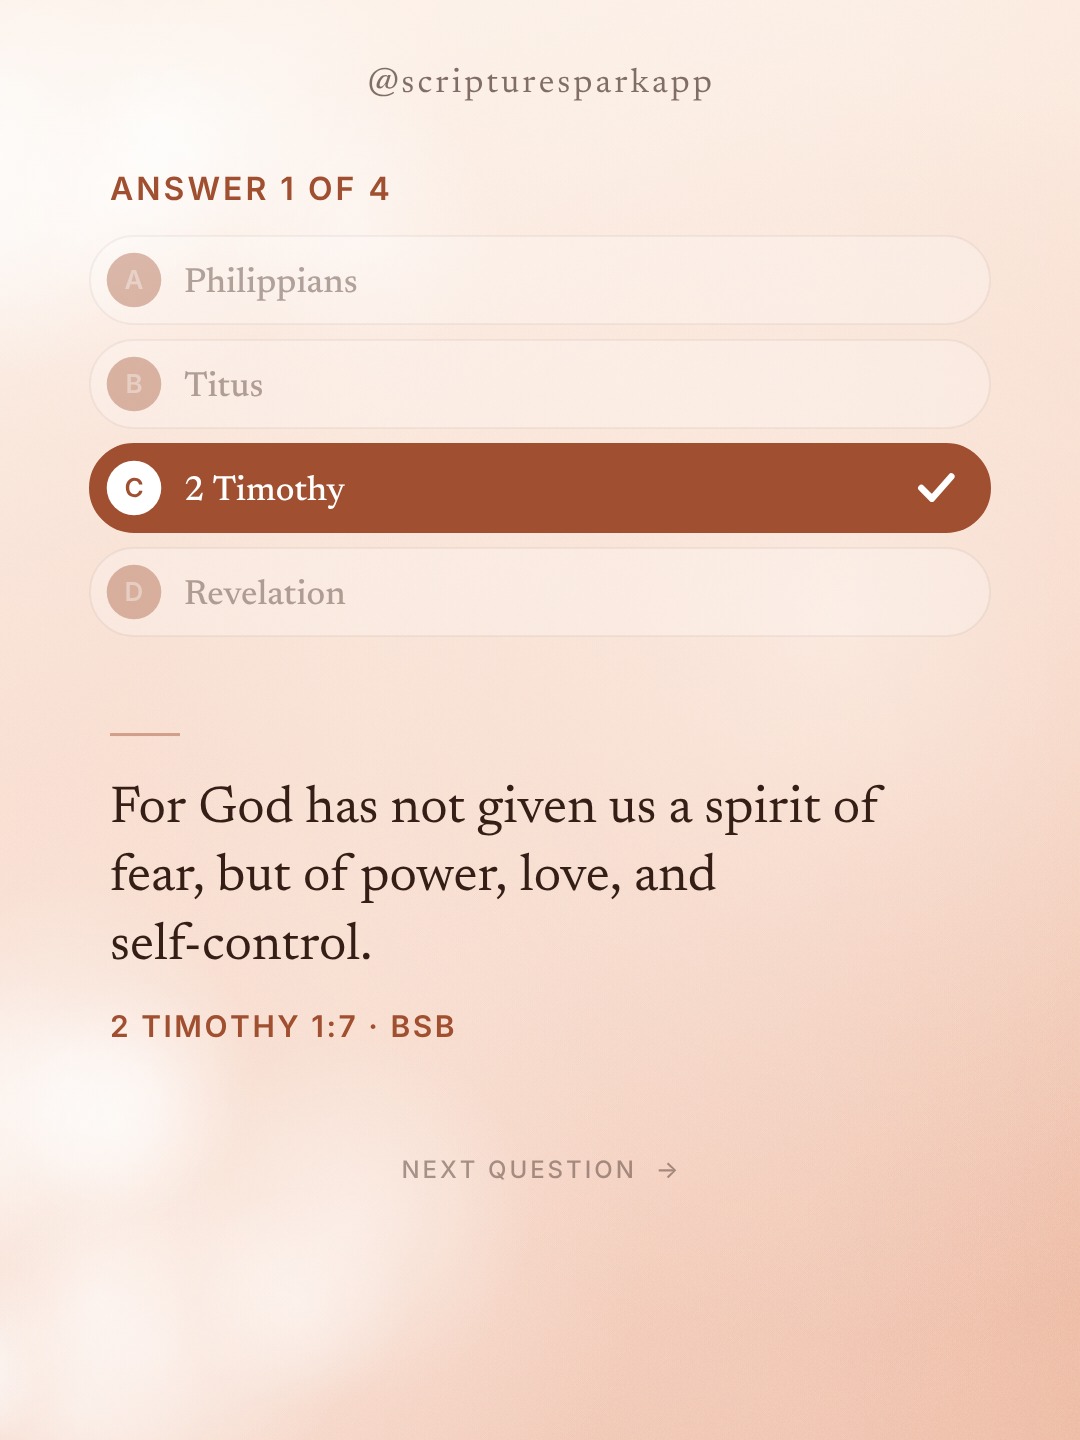 @scripturesparkapp
ANSWER 1 OF 4
A Philippians
B Titus
C 2 Timothy
D Revelation
For God has not given us a spirit of
fear, but of power, love, and
self-control.
2 TIMOTHY 1:7 · BSB
NEXT QUESTION →